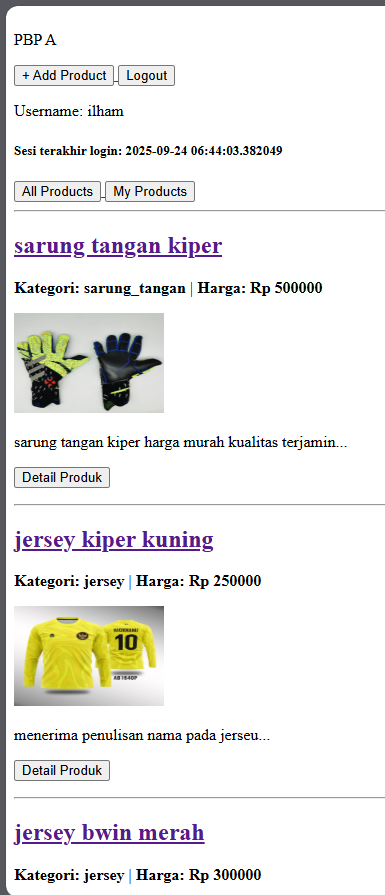 PBP A
+ Add Product Logout
Username: ilham
Sesi terakhir login: 2025-09-24 06:44:03.382049
All Products My Products
sarung tangan kiper
Kategori: sarung_tangan | Harga: Rp 500000
sarung tangan kiper harga murah kualitas terjamin...
Detail Produk
jersey kiper kuning
Kategori: jersey | Harga: Rp 250000
10
menerima penulisan nama pada jerseu...
Detail Produk
jersey bwin merah
Kategori: jersey | Harga: Rp 300000